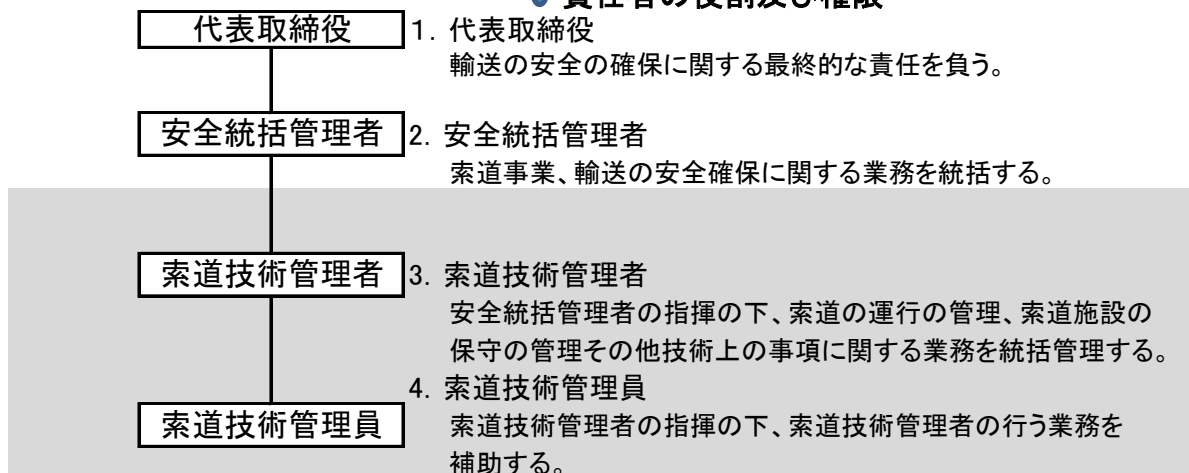 責任者の役割及び権限
代表取締役
1. 代表取締役
輸送の安全の確保に関する最終的な責任を負う。
安全統括管理者
2. 安全統括管理者
索道事業、輸送の安全確保に関する業務を統括する。
索道技術管理者
3. 索道技術管理者
安全統括管理者の指揮の下、索道の運行の管理、索道施設の
保守の管理その他技術上の事項に関する業務を統括管理する。
4. 索道技術管理員
索道技術管理員
索道技術管理者の指揮の下、索道技術管理者の行う業務を
補助する。